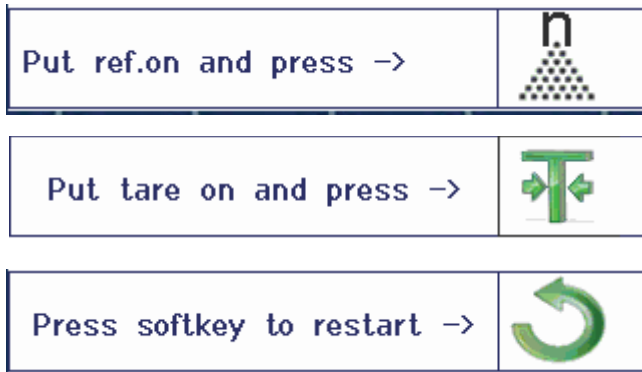 Put ref.on and press ->
n
Put tare on and press ->
T
Press softkey to restart ->